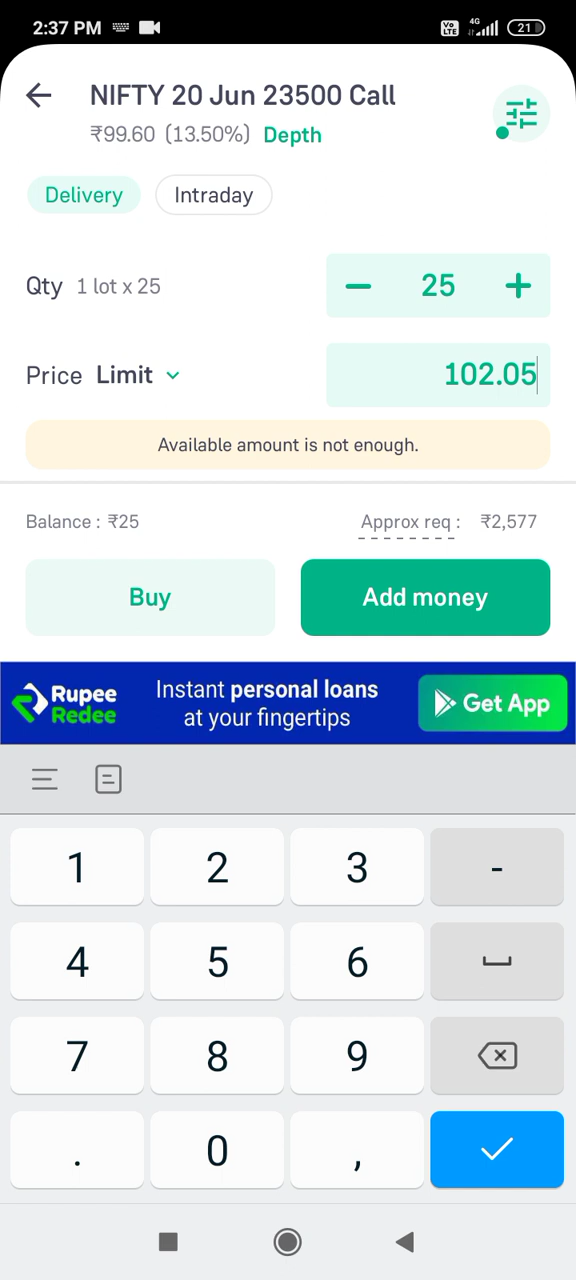 2:37 PM Vo LTE 4G 21
NIFTY 20 Jun 23500 Call
₹99.60 (13.50%) Depth
Delivery Intraday
Qty 1 lot x 25 − 25 +
Price Limit 102.05
Available amount is not enough.
Balance : ₹25 Approx req : ₹2,577
Buy Add money
Rupee Redee
Instant personal loans
at your fingertips
Get App
1 2 3 -
4 5 6
7 8 9
. 0 ,